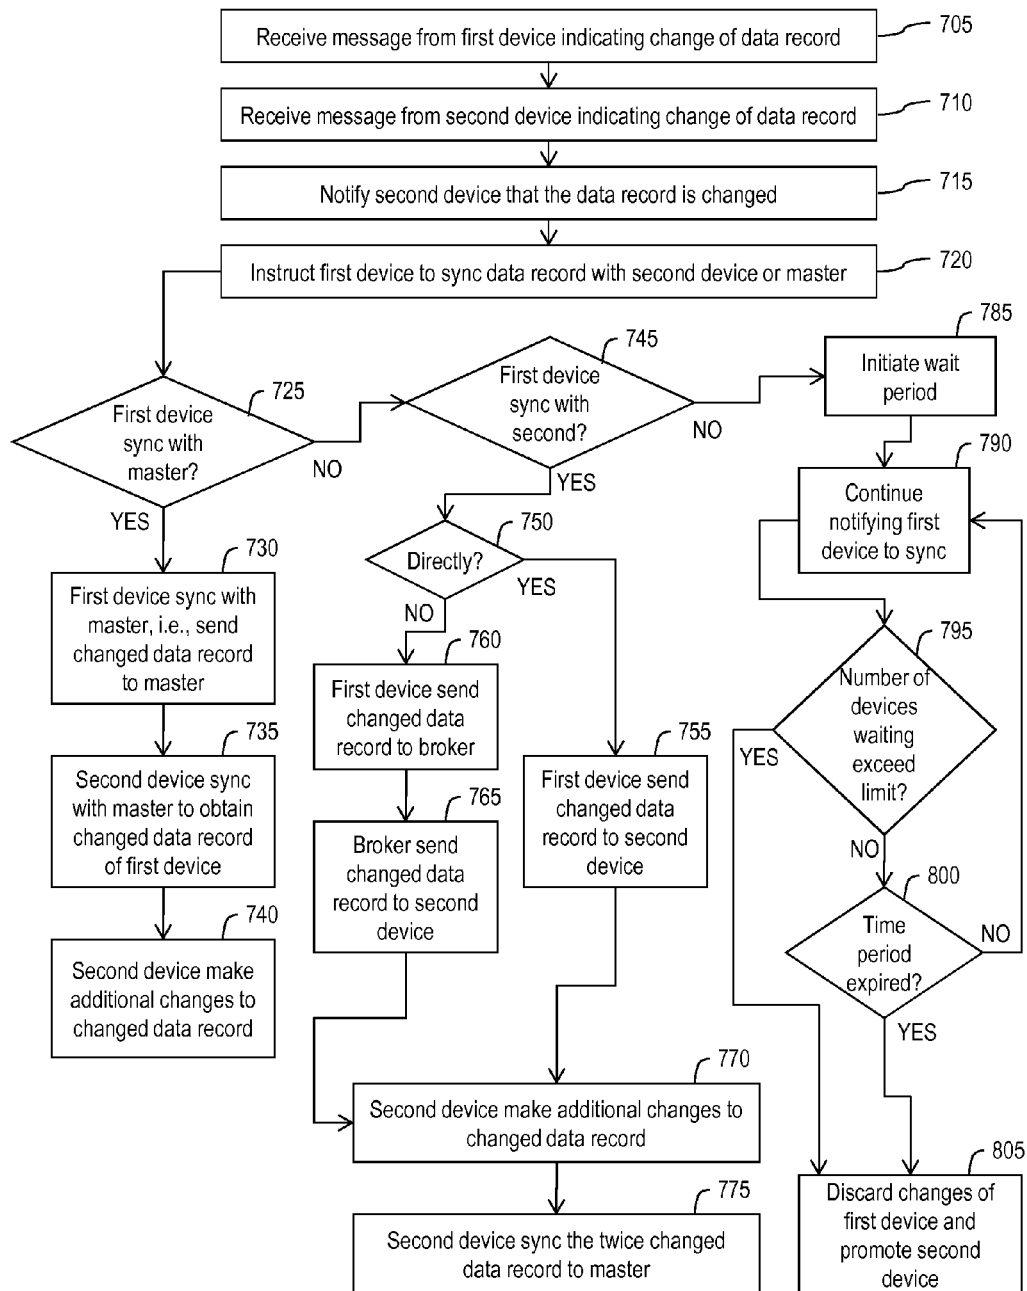 Receive message from first device indicating change of data record
705
Receive message from second device indicating change of data record
710
Notify second device that the data record is changed
715
Instruct first device to sync data record with second device or master
720
First device
sync with
master?
725
NO
YES
First device
sync with
second?
745
NO
YES
Initiate wait
period
785
Continue
notifying first
device to sync
790
Directly?
750
YES
NO
First device sync with
master, i.e., send
changed data record
to master
730
Second device sync
with master to obtain
changed data record
of first device
735
Second device make
additional changes to
changed data record
740
First device send
changed data
record to broker
760
Broker send
changed data
record to second
device
765
First device send
changed data
record to second
device
755
Number of
devices
waiting
exceed
limit?
795
YES
NO
Time
period
expired?
800
NO
YES
Second device make additional changes to
changed data record
770
Second device sync the twice changed
data record to master
775
Discard changes of
first device and
promote second
device
805